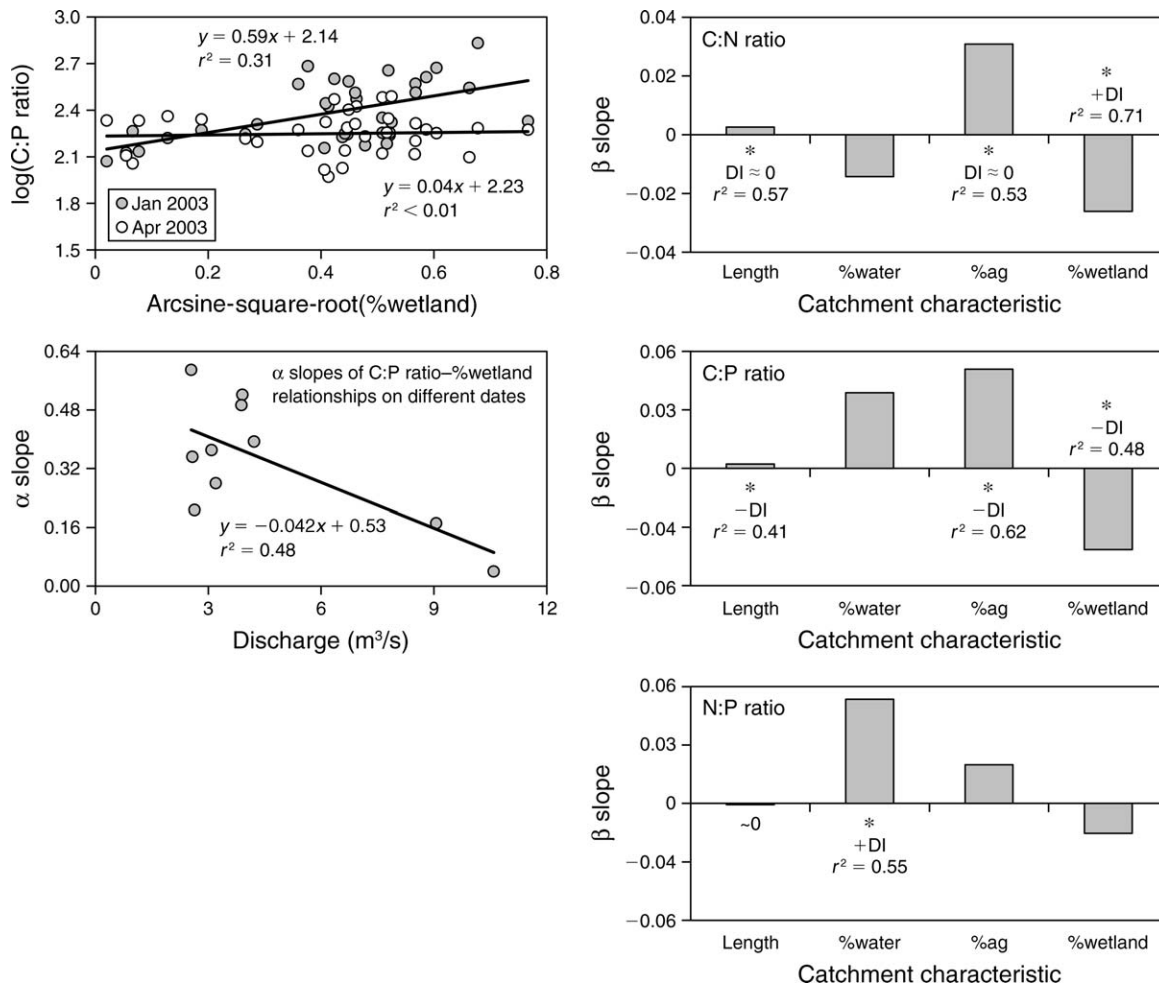 3.0
2.7
2.4
2.1
1.8
1.5
log(C:P ratio)
y = 0.59x + 2.14
r² = 0.31
y = 0.04x + 2.23
r² < 0.01
Jan 2003
Apr 2003
0 0.2 0.4 0.6 0.8
Arcsine-square-root(%wetland)
0.64
0.48
0.32
0.16
0.00
α slope
α slopes of C:P ratio–%wetland
relationships on different dates
y = −0.042x + 0.53
r² = 0.48
0 3 6 9 12
Discharge (m³/s)
0.04
0.02
0
−0.02
−0.04
β slope
C:N ratio
*
DI ≈ 0
r² = 0.57
*
DI ≈ 0
r² = 0.53
*
+DI
r² = 0.71
Length %water %ag %wetland
Catchment characteristic
0.06
0.03
0
−0.04
−0.06
β slope
C:P ratio
*
−DI
r² = 0.41
*
−DI
r² = 0.62
*
−DI
r² = 0.48
Length %water %ag %wetland
Catchment characteristic
0.06
0.03
0
−0.04
−0.06
β slope
N:P ratio
~0
*
+DI
r² = 0.55
Length %water %ag %wetland
Catchment characteristic